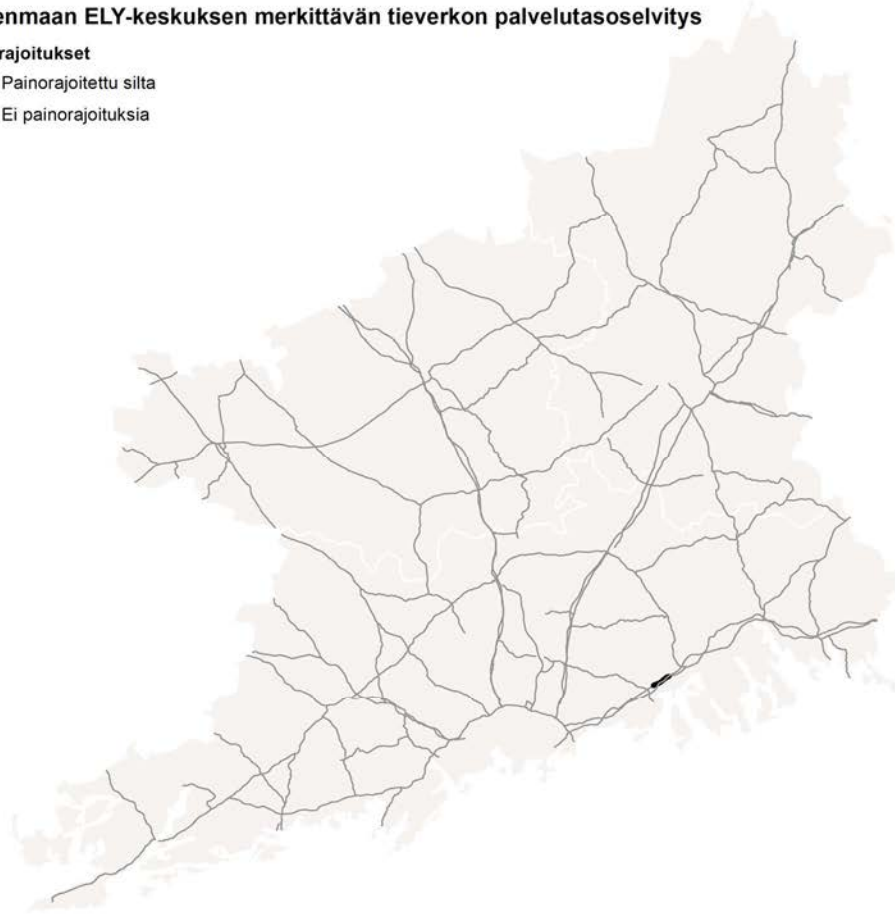 enmaan ELY-keskuksen merkittävän tieverkon palvelutasoselvitys
rajoitukset
Painorajoitettu silta
Ei painorajoituksia